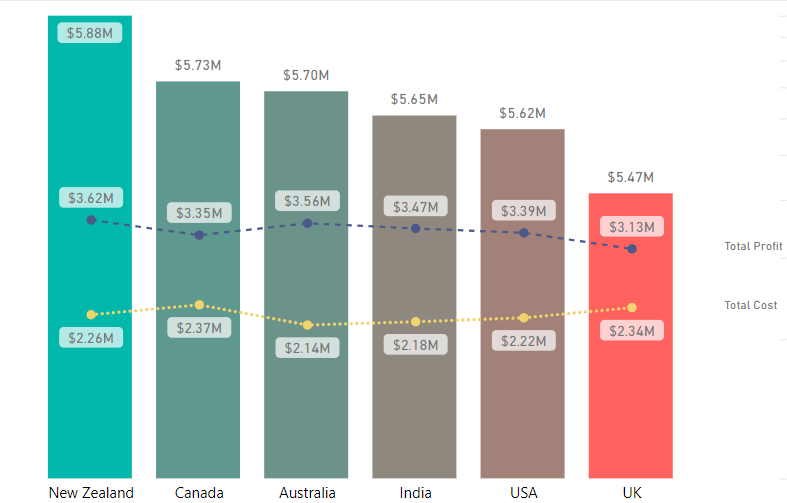 $5.88M
$5.73M
$5.70M
$5.65M
$5.62M
$5.47M
$3.62M
$3.35M
$3.56M
$3.47M
$3.39M
$3.13M
Total Profit
Total Cost
$2.26M
$2.37M
$2.14M
$2.18M
$2.22M
$2.34M
New Zealand
Canada
Australia
India
USA
UK